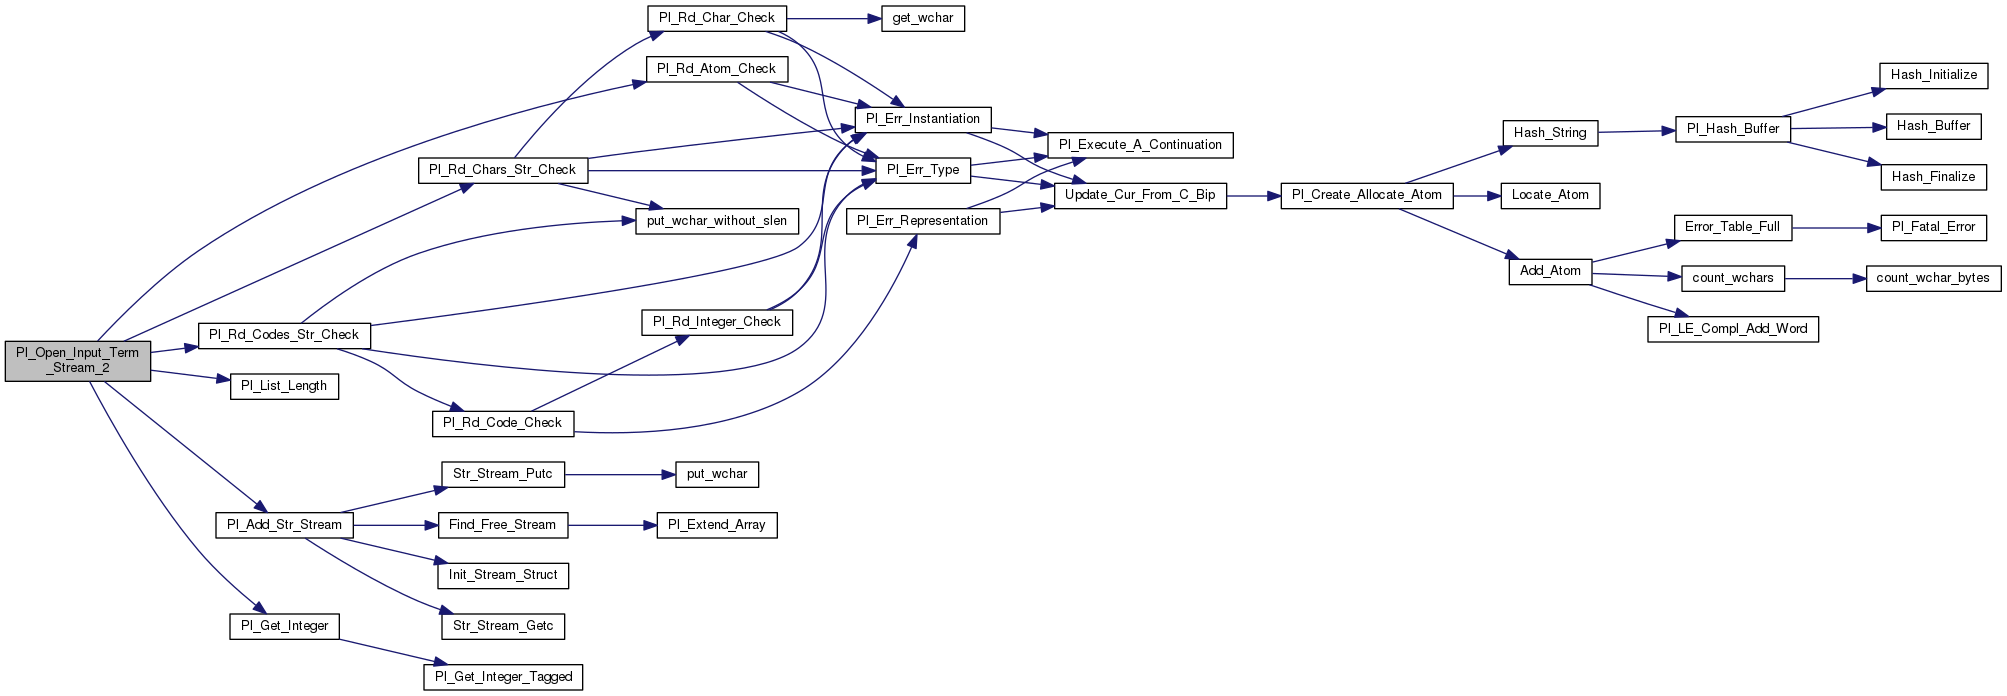 Pl_Open_Input_Term
_Stream_2
Pl_Rd_Atom_Check
Pl_Rd_Chars_Str_Check
Pl_Rd_Codes_Str_Check
Pl_List_Length
Pl_Add_Str_Stream
Pl_Get_Integer
Pl_Rd_Char_Check
get_wchar
put_wchar_without_slen
Pl_Rd_Integer_Check
Pl_Rd_Code_Check
Pl_Err_Instantiation
Pl_Err_Type
Pl_Err_Representation
Pl_Execute_A_Continuation
Update_Cur_From_C_Bip
Pl_Create_Allocate_Atom
Hash_String
Locate_Atom
Add_Atom
Pl_Hash_Buffer
Hash_Initialize
Hash_Buffer
Hash_Finalize
Error_Table_Full
Pl_Fatal_Error
count_wchars
count_wchar_bytes
Pl_LE_Compl_Add_Word
Str_Stream_Putc
put_wchar
Find_Free_Stream
Pl_Extend_Array
Init_Stream_Struct
Str_Stream_Getc
Pl_Get_Integer_Tagged